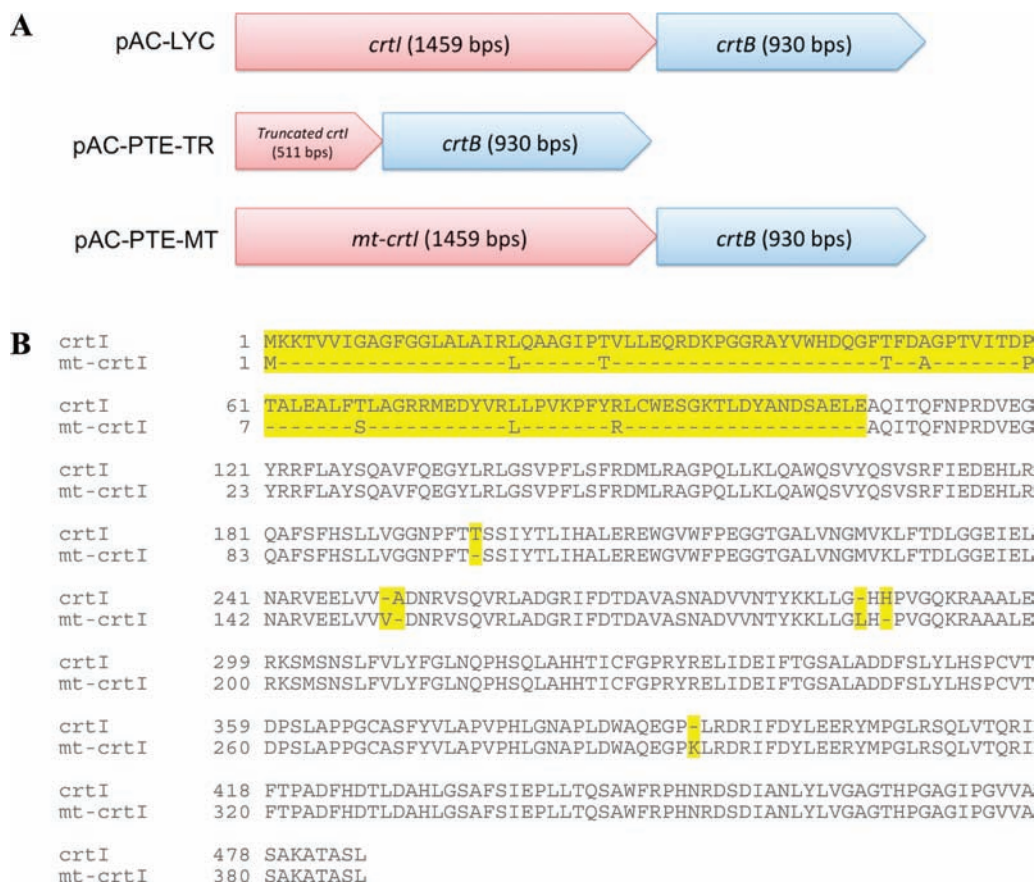 A
pAC-LYC crtI (1459 bps) crtB (930 bps)
pAC-PTE-TR Truncated crtI (511 bps) crtB (930 bps)
pAC-PTE-MT mt-crtI (1459 bps) crtB (930 bps)
B
crtI 1 MKKTVVIGAGFGGLALAIRLQAAGIPTVLLEQRDKPGGRAYVWHDQGFTFDAGPTVITDP
mt-crtI 1 M------------------L------T---------------------T--A-------P
crtI 61 TALEALFTLAGRRMEDYVRLLPVKPFYRLCWESGKTLDYANDSAELEAQITQFNPRDVEG
mt-crtI 7 -------S-----------L-------R-------------------AQITQFNPRDVEG
crtI 121 YRRFLAYSQAVFQEGYLRLGSVPFLSFRDMLRAGPQLLKLQAWQSVYQSVSRFIEDEHLR
mt-crtI 23 YRRFLAYSQAVFQEGYLRLGSVPFLSFRDMLRAGPQLLKLQAWQSVYQSVSRFIEDEHLR
crtI 181 QAFSFHSLLVGGNPFTTSSIYTLIHALEREWGVWFPEGGTGALVNGMVKLFTDLGGEIEL
mt-crtI 83 QAFSFHSLLVGGNPFT-SSIYTLIHALEREWGVWFPEGGTGALVNGMVKLFTDLGGEIEL
crtI 241 NARVEELVV-ADNRVSQVRLADGRIFDTDAVASNADVVNTYKKLLG-HHPVGQKRAAALE
mt-crtI 142 NARVEELVVV-DNRVSQVRLADGRIFDTDAVASNADVVNTYKKLLGLH-PVGQKRAAALE
crtI 299 RKSMSNSLFVLYFGLNQPHSQLAHHTICFGPRYRELIDEIFTGSALADDFSLYLHSPCVT
mt-crtI 200 RKSMSNSLFVLYFGLNQPHSQLAHHTICFGPRYRELIDEIFTGSALADDFSLYLHSPCVT
crtI 359 DPSLAPPGCASFYVLAPVPHLGNAPLDWAQEGP-LRDRIFDYLEERYMPGLRSQLVTQRI
mt-crtI 260 DPSLAPPGCASFYVLAPVPHLGNAPLDWAQEGPKLRDRIFDYLEERYMPGLRSQLVTQRI
crtI 418 FTPADFHDTLDAHLGSAFSIEPLLTQSAWFRPHNRDSDIANLYLVGAGTHPGAGIPGVVA
mt-crtI 320 FTPADFHDTLDAHLGSAFSIEPLLTQSAWFRPHNRDSDIANLYLVGAGTHPGAGIPGVVA
crtI 478 SAKATASL
mt-crtI 380 SAKATASL